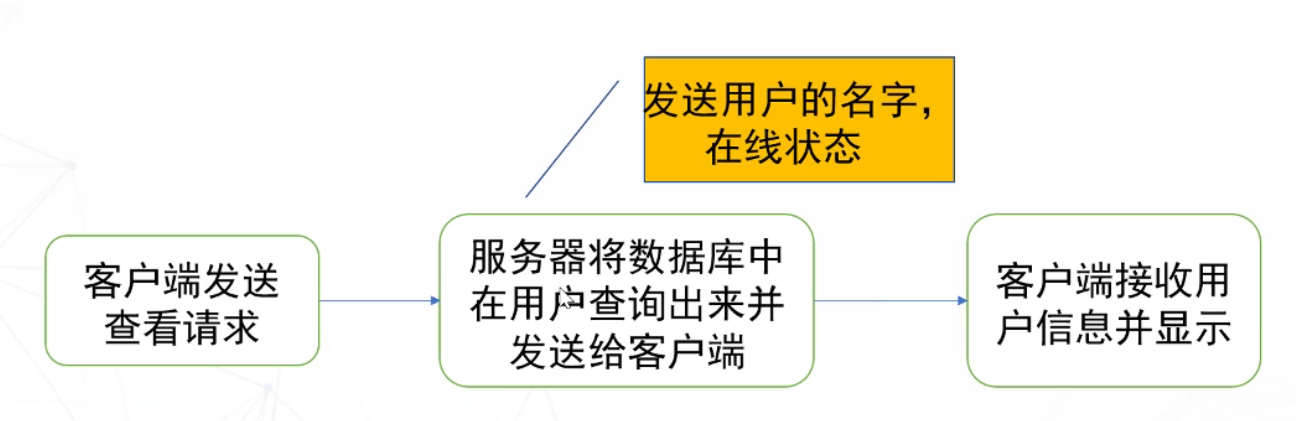 发送用户的名字，
在线状态
客户端发送
查看请求
服务器将数据库中
在用户查询出来并
发送给客户端
客户端接收用
户信息并显示